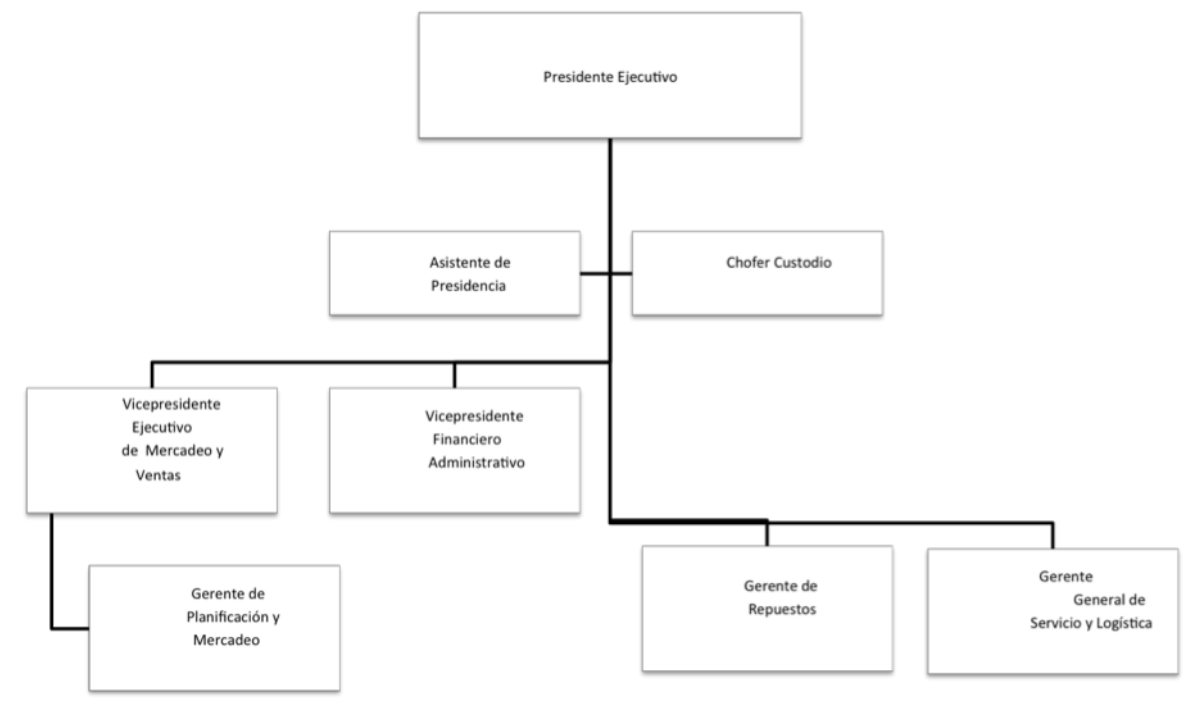 Presidente Ejecutivo
Asistente de
Presidencia
Chofer Custodio
Vicepresidente
Ejecutivo
de Mercadeo y
Ventas
Vicepresidente
Financiero
Administrativo
Gerente de
Planificación y
Mercadeo
Gerente de
Repuestos
Gerente
General de
Servicio y Logística